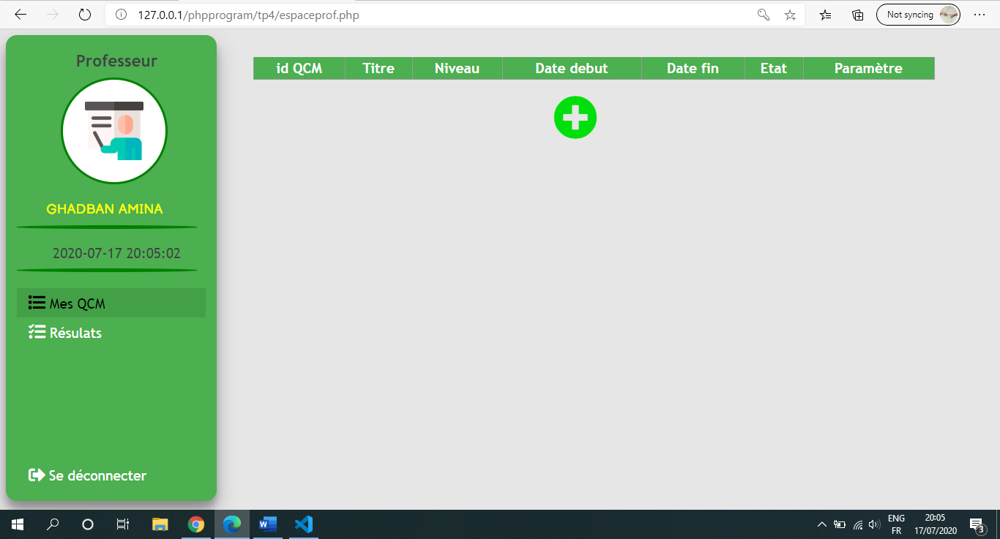 127.0.0.1/phpprogram/tp4/espaceprof.php
Not syncing
Professeur
GHADBAN AMINA
2020-07-17 20:05:02
Mes QCM
Résulats
Se déconnecter
id QCM Titre Niveau Date debut Date fin Etat Paramètre
ENG
FR
20:05
17/07/2020
3